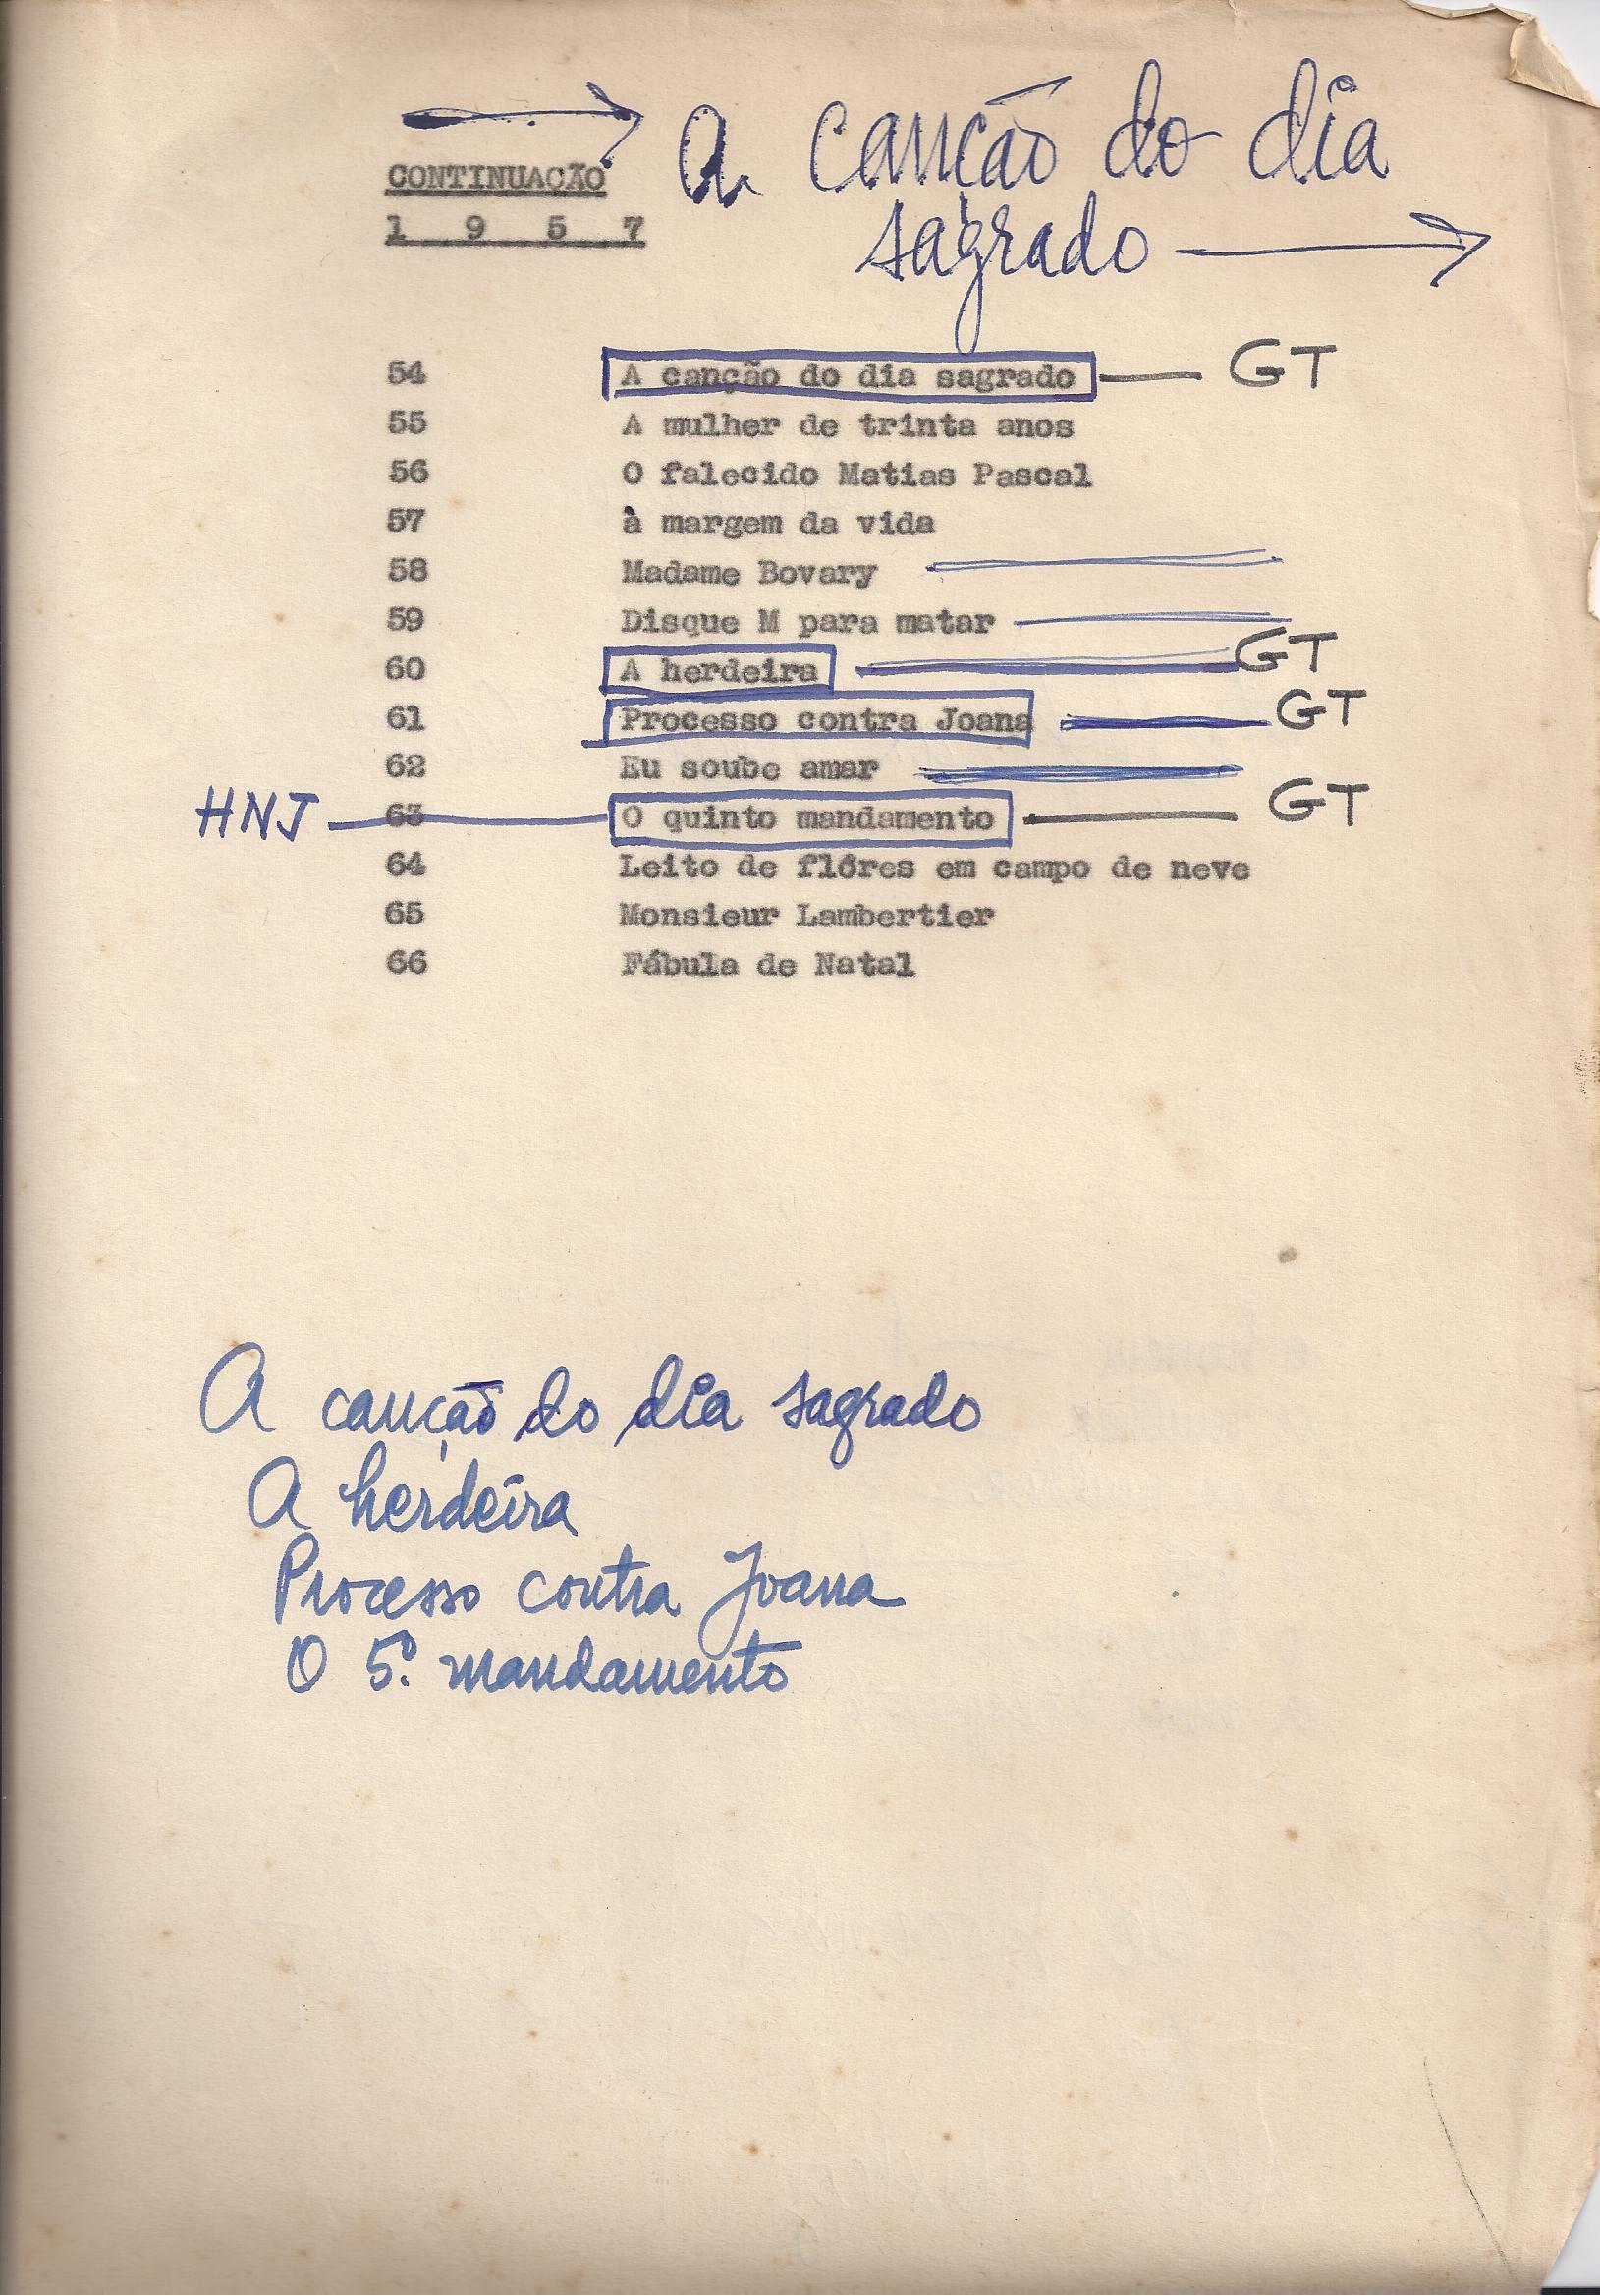 A canção do dia
CONTINUAÇÃO
1 9 5 7
sagrado
54 A canção do dia sagrado GT
55 A mulher de trinta anos
56 O falecido Matias Pascal
57 à margem da vida
58 Madame Bovary
59 Disque M para matar
60 A herdeira GT
61 Processo contra Joana GT
62 Eu soube amar
HNJ 63 O quinto mandamento GT
64 Leito de flôres em campo de neve
65 Monsieur Lambertier
66 Fábula de Natal
A canção do dia sagrado
A herdeira
Processo contra Joana
O 5º mandamento